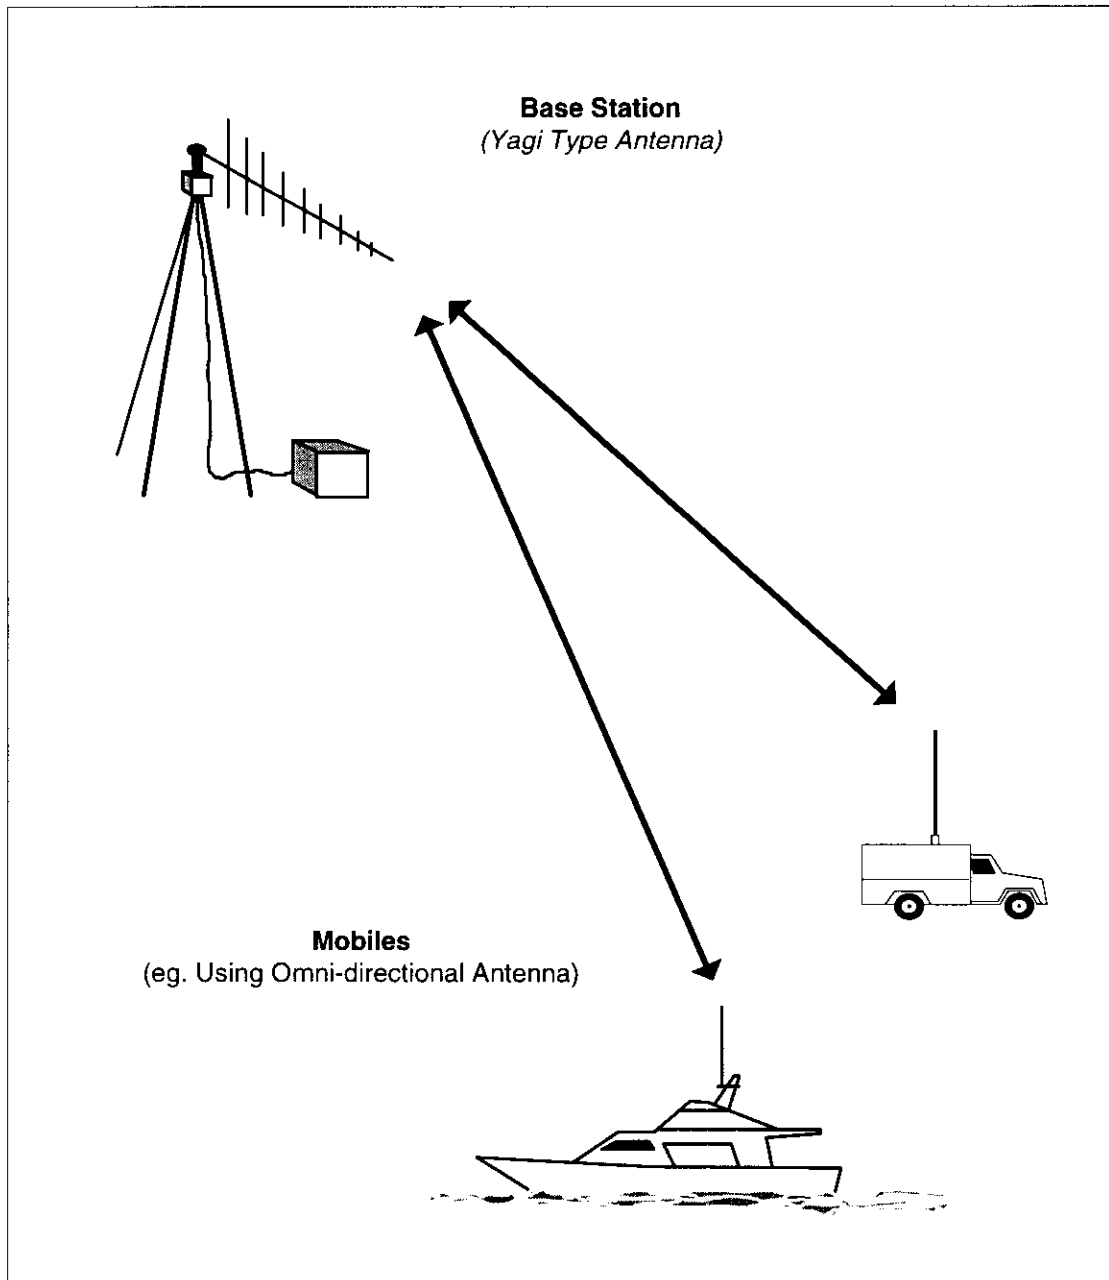 Base Station
(Yagi Type Antenna)
Mobiles
(eg. Using Omni-directional Antenna)